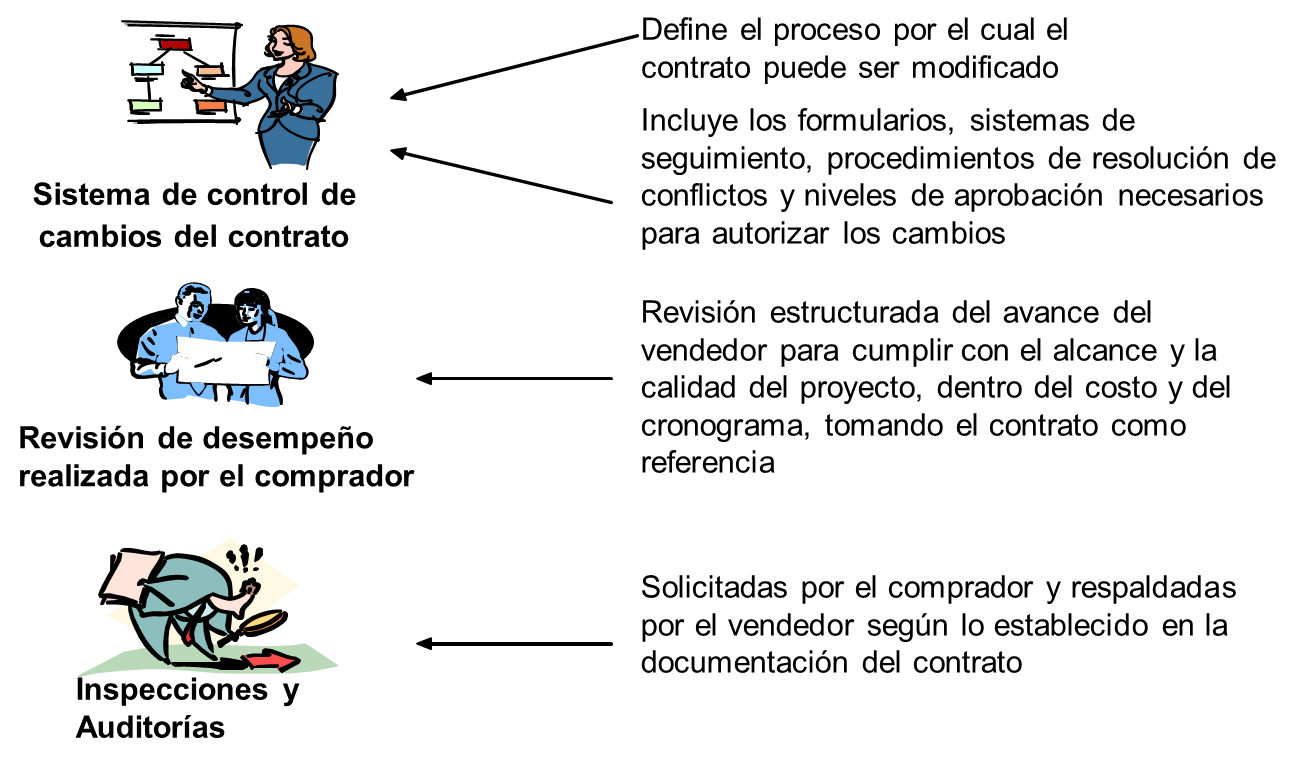 Define el proceso por el cual el
contrato puede ser modificado
Incluye los formularios, sistemas de
seguimiento, procedimientos de resolución de
conflictos y niveles de aprobación necesarios
para autorizar los cambios
Sistema de control de
cambios del contrato
Revisión estructurada del avance del
vendedor para cumplir con el alcance y la
calidad del proyecto, dentro del costo y del
cronograma, tomando el contrato como
referencia
Revisión de desempeño
realizada por el comprador
Solicitadas por el comprador y respaldadas
por el vendedor según lo establecido en la
documentación del contrato
Inspecciones y
Auditorías